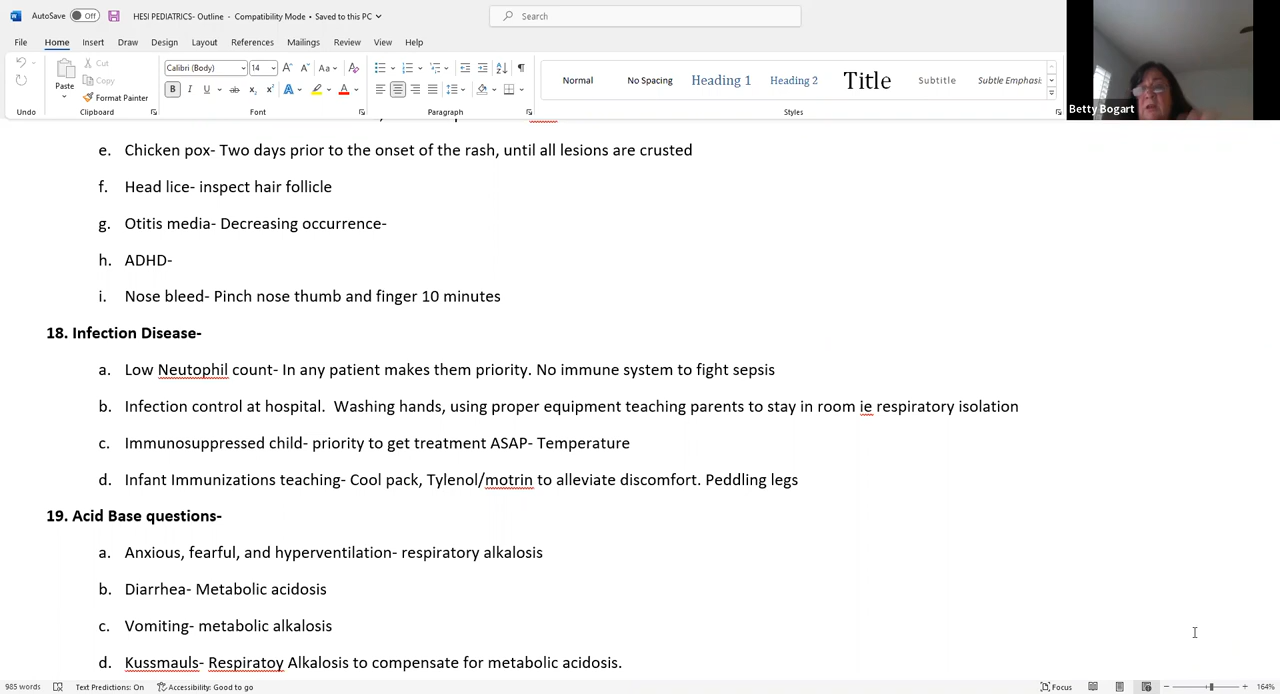 AutoSave Off HESI PEDIATRICS- Outline - Compatibility Mode • Saved to this PC Search
File Home Insert Draw Design Layout References Mailings Review View Help
Calibri (Body) 14 Aa
Cut
Copy
Paste Format Painter
B I U ab x₂ x² A A
Normal No Spacing Heading 1 Heading 2 Title Subtitle Subtle Emphasi
Undo Clipboard Font Paragraph Styles
Betty Bogart
e. Chicken pox- Two days prior to the onset of the rash, until all lesions are crusted
f. Head lice- inspect hair follicle
g. Otitis media- Decreasing occurrence-
h. ADHD-
i. Nose bleed- Pinch nose thumb and finger 10 minutes
18. Infection Disease-
a. Low Neutophil count- In any patient makes them priority. No immune system to fight sepsis
b. Infection control at hospital. Washing hands, using proper equipment teaching parents to stay in room ie respiratory isolation
c. Immunosuppressed child- priority to get treatment ASAP- Temperature
d. Infant Immunizations teaching- Cool pack, Tylenol/motrin to alleviate discomfort. Peddling legs
19. Acid Base questions-
a. Anxious, fearful, and hyperventilation- respiratory alkalosis
b. Diarrhea- Metabolic acidosis
c. Vomiting- metabolic alkalosis
d. Kussmauls- Respiratoy Alkalosis to compensate for metabolic acidosis.
985 words Text Predictions: On Accessibility: Good to go Focus 164%